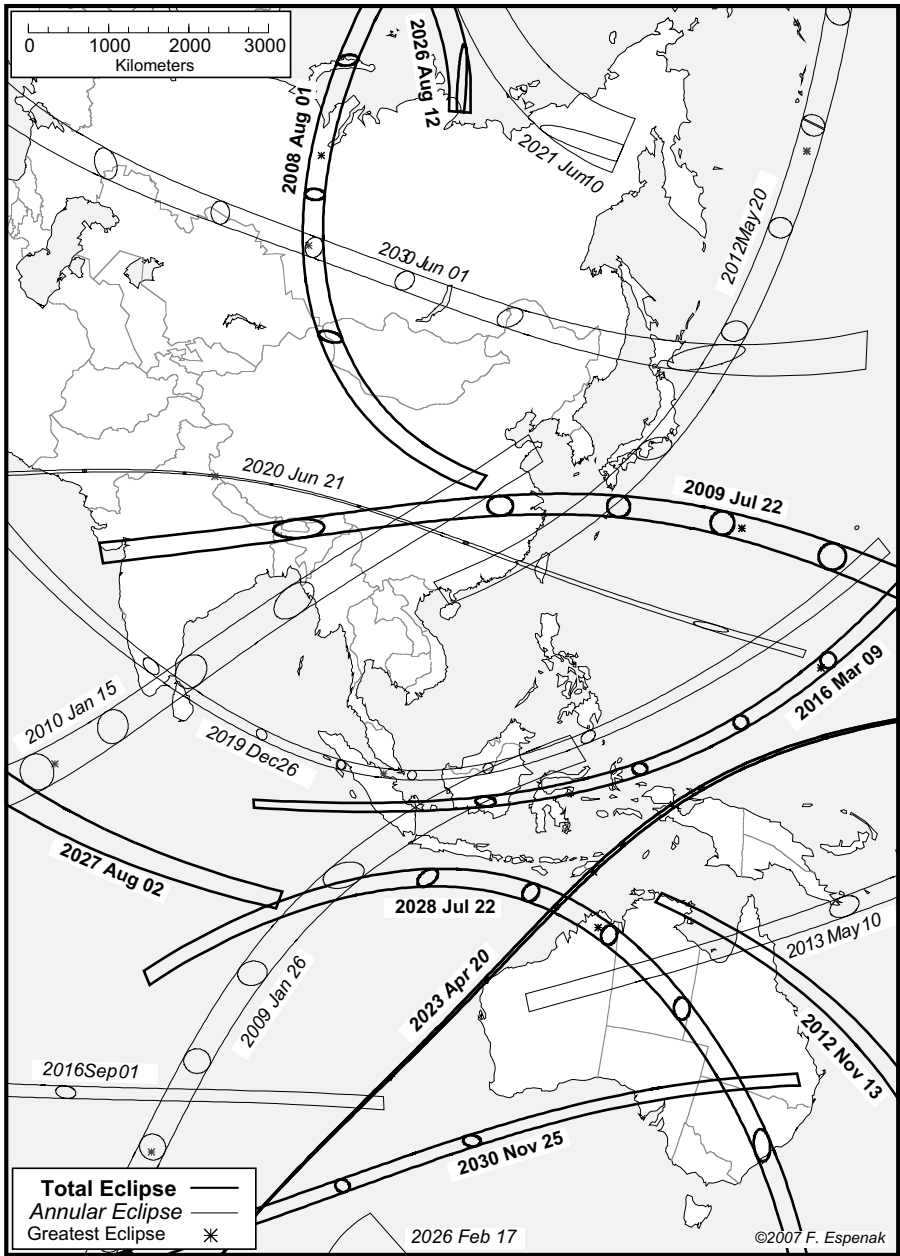 0 1000 2000 3000
Kilometers
2026 Aug 12
2008 Aug 01
2021 Jun10
2012May 20
2030 Jun 01
2020 Jun 21
2009 Jul 22
2016 Mar 09
2010 Jan 15
2019 Dec26
2027 Aug 02
2028 Jul 22
2013 May 10
2009 Jan 26
2023 Apr 20
2012 Nov 13
2016Sep01
2030 Nov 25
Total Eclipse
Annular Eclipse
Greatest Eclipse
2026 Feb 17
©2007 F. Espenak